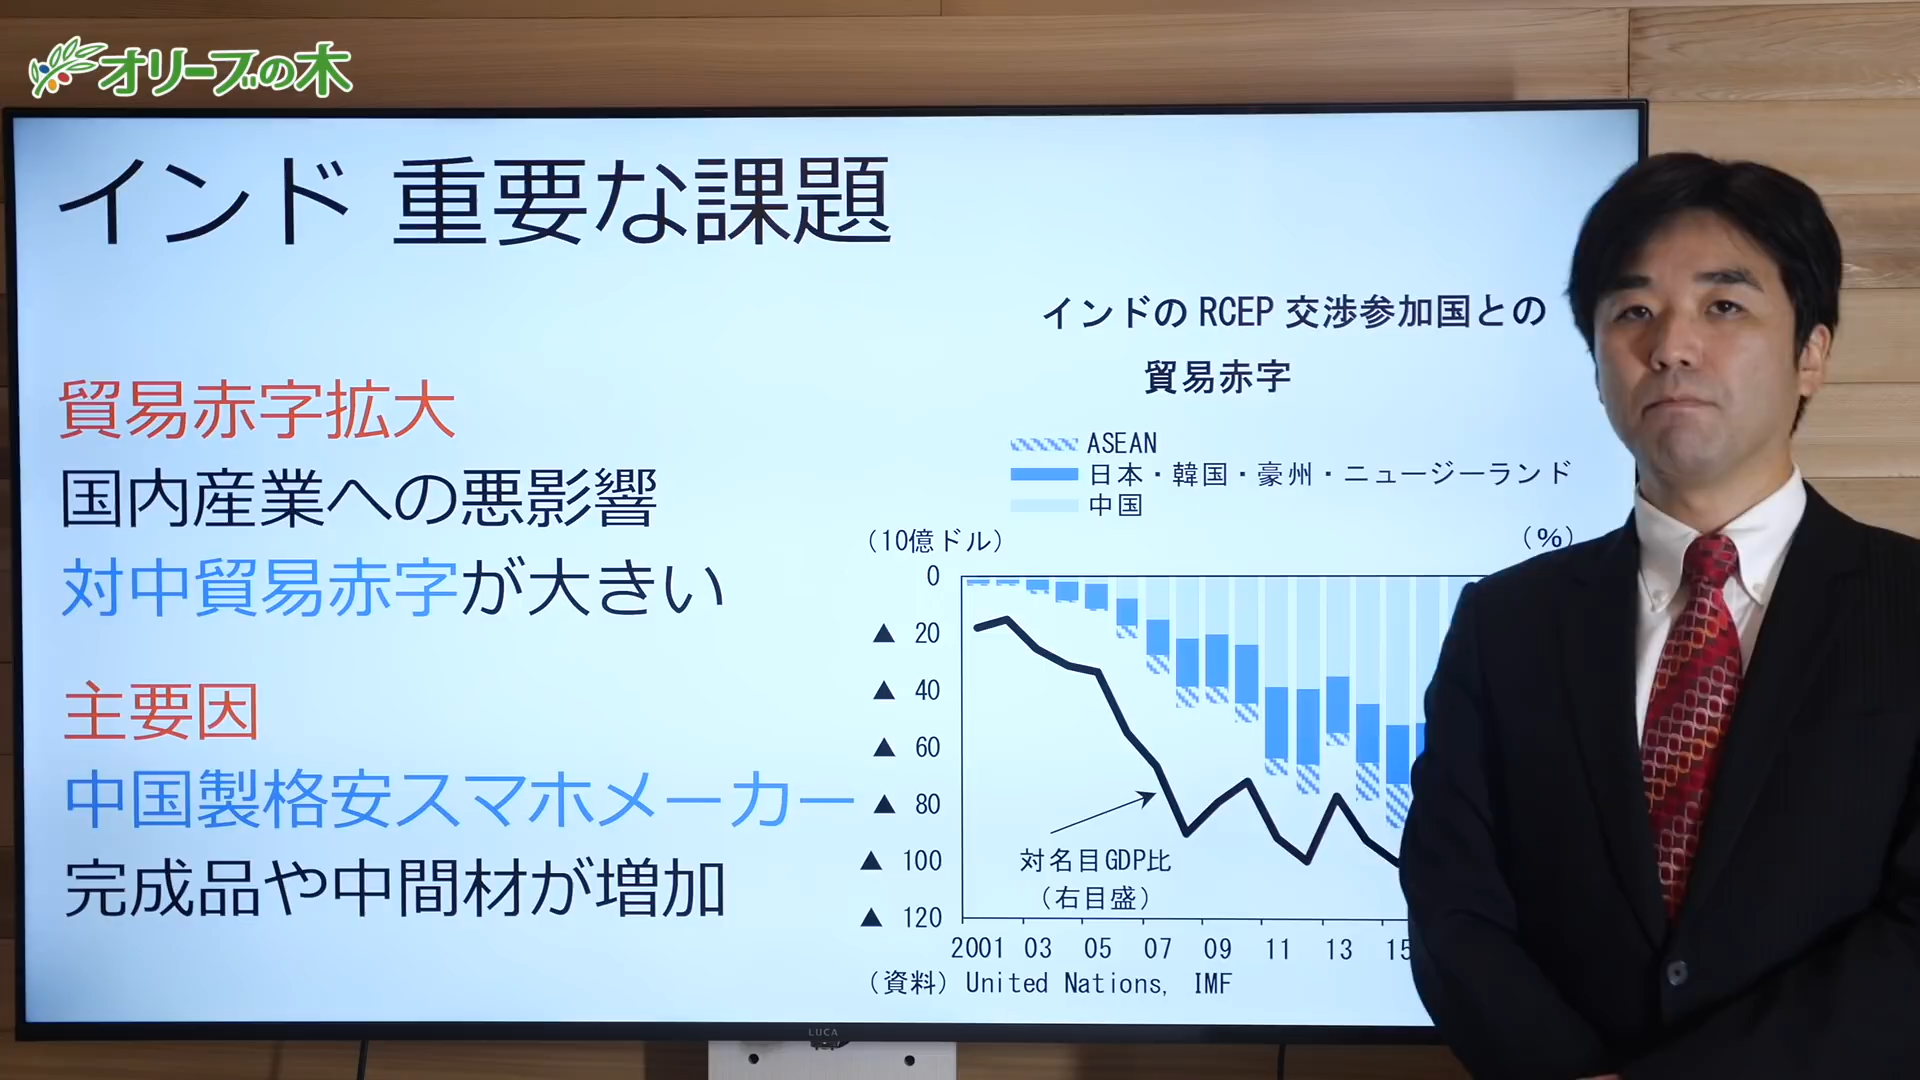 オリーブの木
インド 重要な課題
貿易赤字拡大
国内産業への悪影響
対中貿易赤字が大きい
主要因
中国製格安スマホメーカー
完成品や中間材が増加
インドの RCEP 交渉参加国との
貿易赤字
ASEAN
日本・韓国・豪州・ニュージーランド
中国
(10億ドル)
(%)
0
▲ 20
▲ 40
▲ 60
▲ 80
▲ 100
▲ 120
対名目GDP比
(右目盛)
2001 03 05 07 09 11 13 15
(資料) United Nations, IMF
LUCA